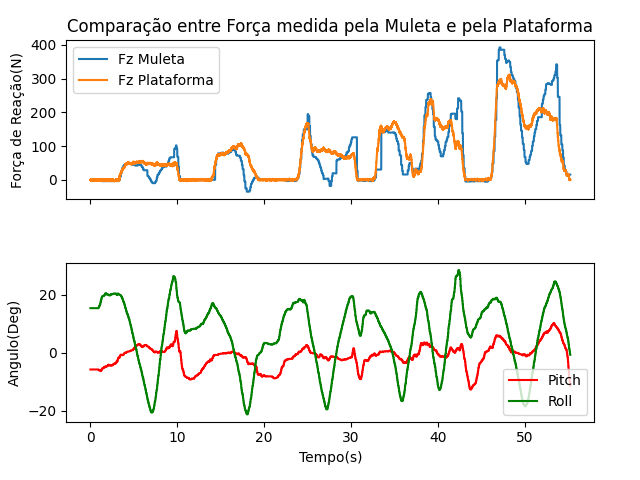 Comparação entre Força medida pela Muleta e pela Plataforma
Força de Reação(N)
400
300
200
100
0
Fz Muleta
Fz Plataforma
Angulo(Deg)
20
0
−20
Pitch
Roll
0 10 20 30 40 50
Tempo(s)